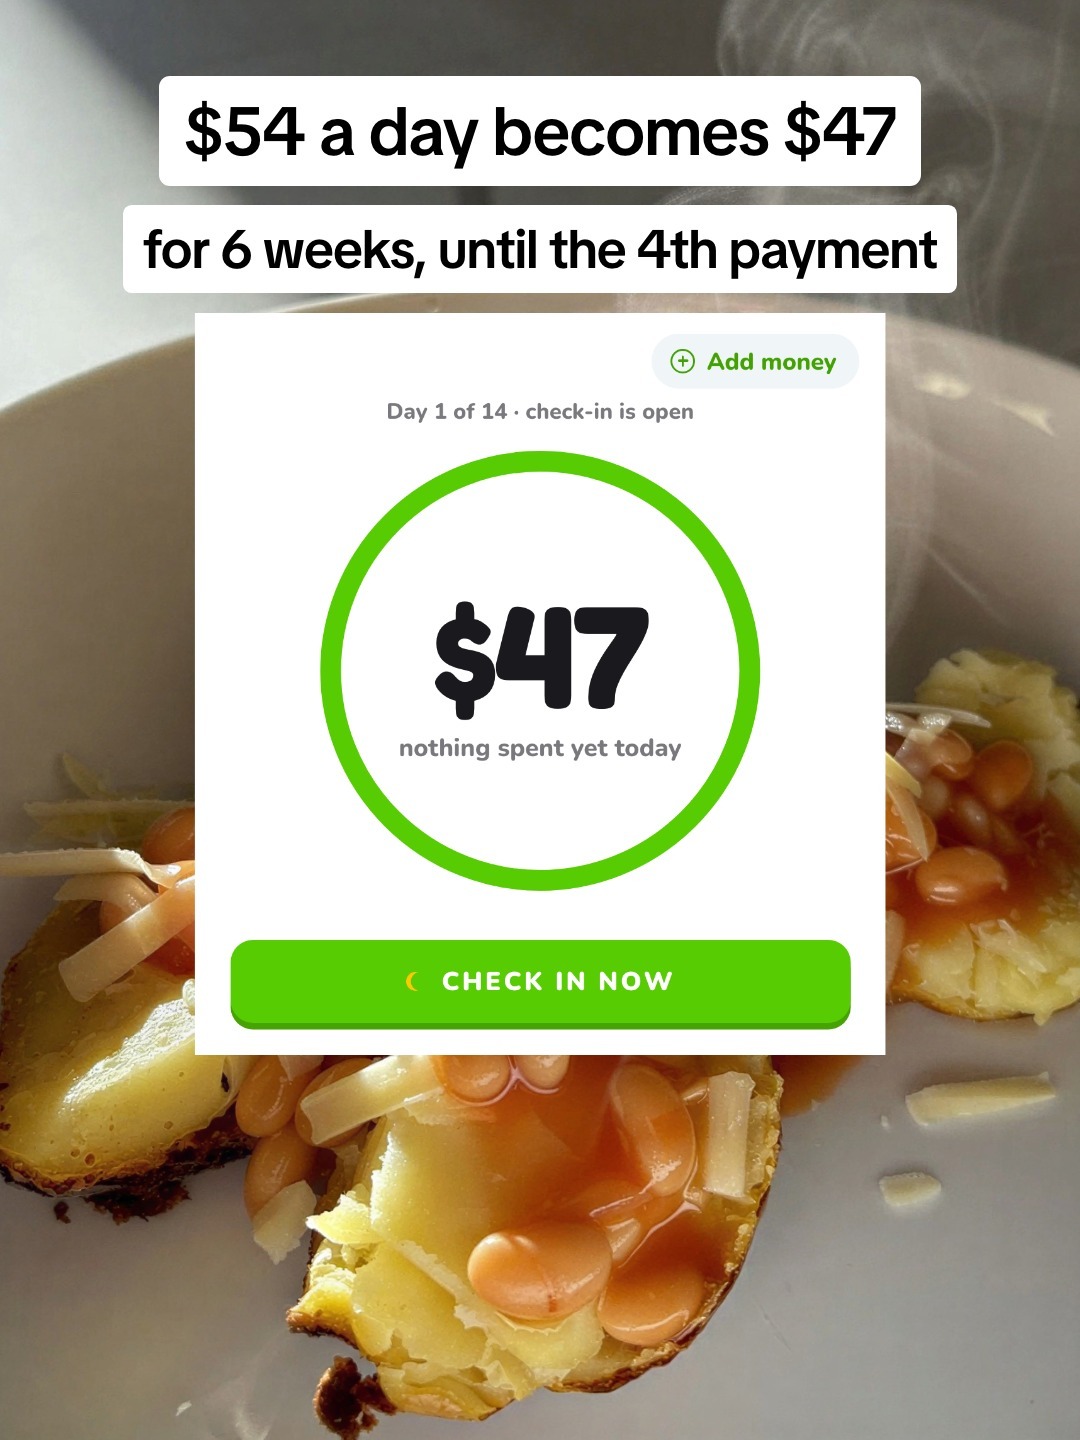 $54 a day becomes $47
for 6 weeks, until the 4th payment
Add money
Day 1 of 14 · check-in is open
$47
nothing spent yet today
CHECK IN NOW